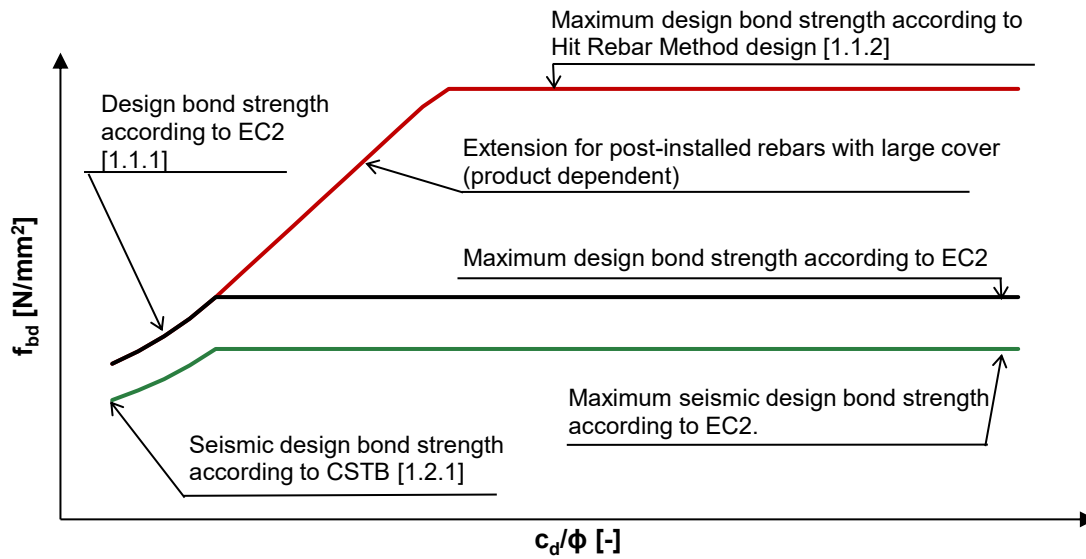 Maximum design bond strength according to
Hit Rebar Method design [1.1.2]
Design bond strength
according to EC2
[1.1.1]
Extension for post-installed rebars with large cover
(product dependent)
Maximum design bond strength according to EC2
fbd [N/mm²]
Maximum seismic design bond strength
according to EC2.
Seismic design bond strength
according to CSTB [1.2.1]
cd/ϕ [-]